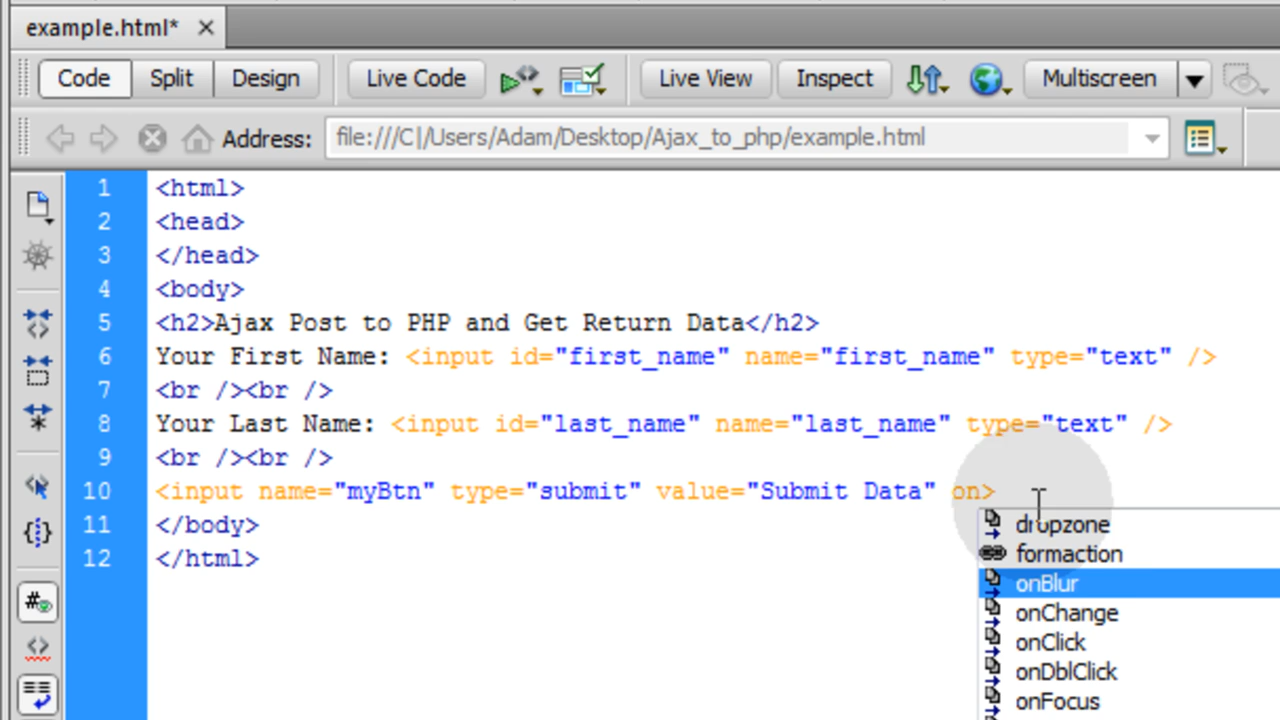 example.html*
Code Split Design Live Code Live View Inspect Multiscreen
Address: file:///C|/Users/Adam/Desktop/Ajax_to_php/example.html
1 <html>
2 <head>
3 </head>
4 <body>
5 <h2>Ajax Post to PHP and Get Return Data</h2>
6 Your First Name: <input id="first_name" name="first_name" type="text" />
7 <br /><br />
8 Your Last Name: <input id="last_name" name="last_name" type="text" />
9 <br /><br />
10 <input name="myBtn" type="submit" value="Submit Data" on>
11 </body>
12 </html>
dropzone
formaction
onBlur
onChange
onClick
onDblClick
onFocus